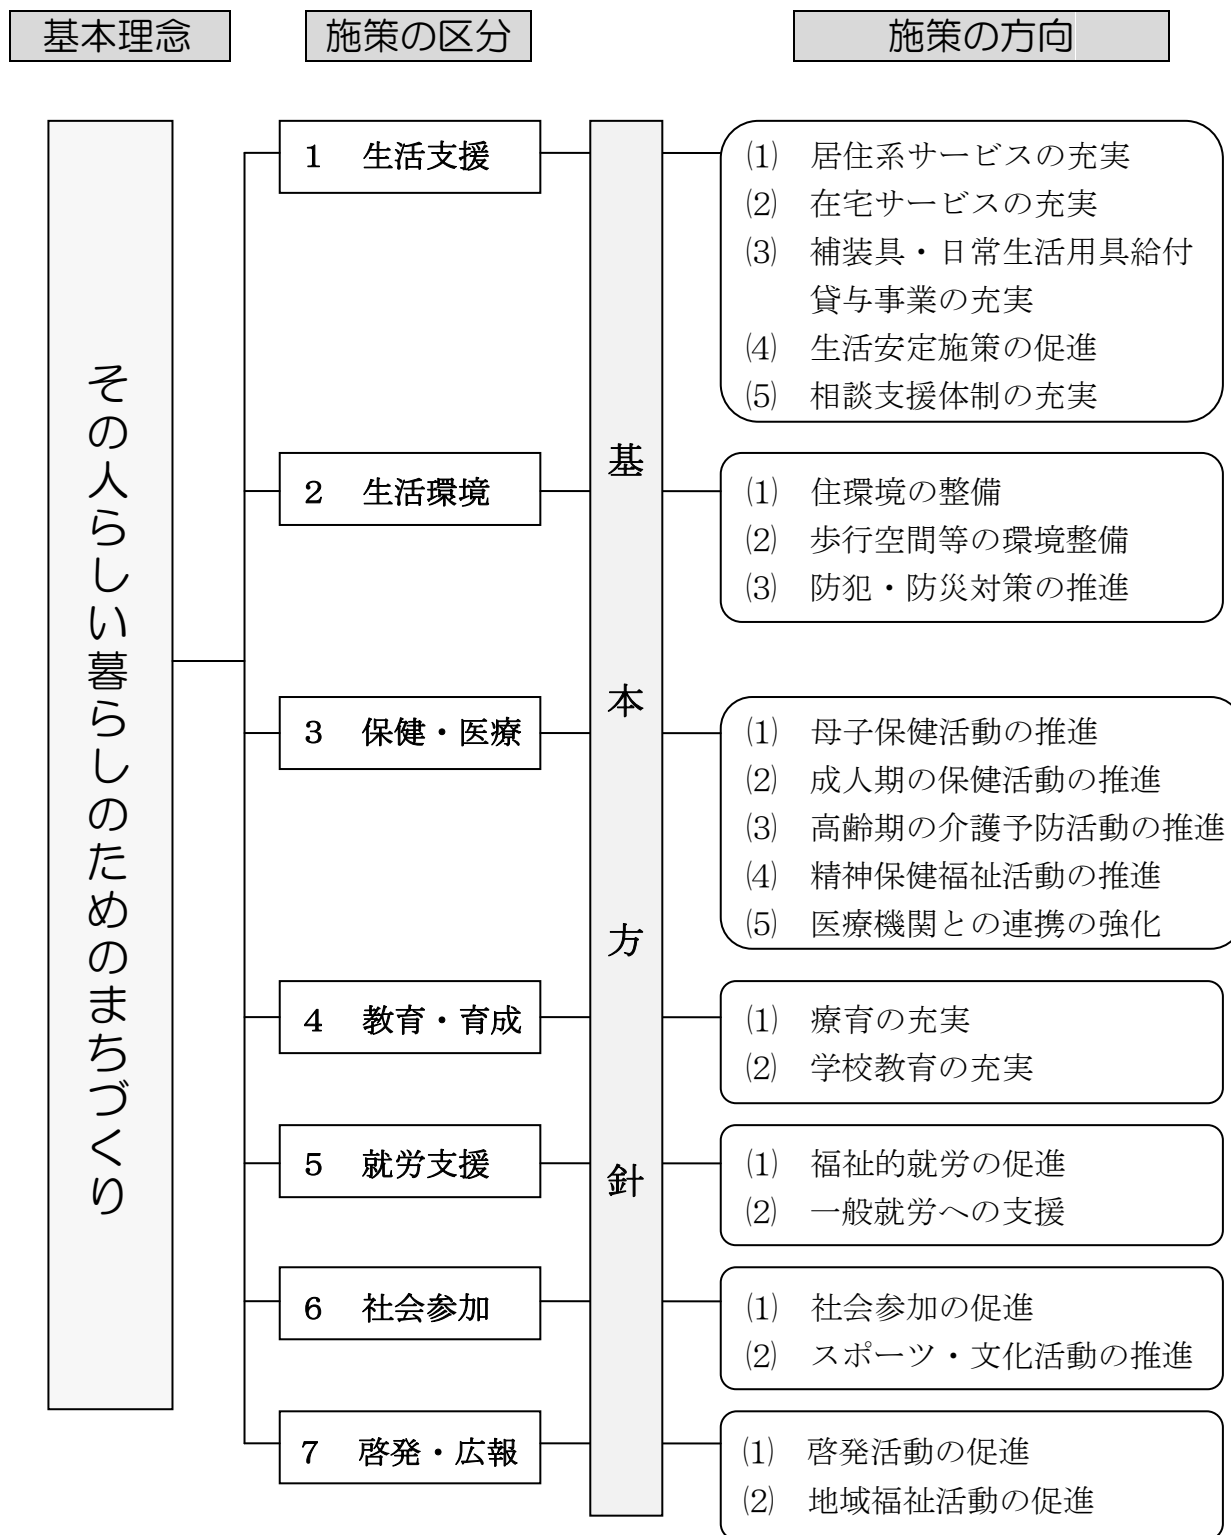 基本理念
施策の区分
施策の方向
その人らしい暮らしのためのまちづくり
基本方針
1 生活支援
⑴ 居住系サービスの充実
⑵ 在宅サービスの充実
⑶ 補装具・日常生活用具給付
貸与事業の充実
⑷ 生活安定施策の促進
⑸ 相談支援体制の充実
2 生活環境
⑴ 住環境の整備
⑵ 歩行空間等の環境整備
⑶ 防犯・防災対策の推進
3 保健・医療
⑴ 母子保健活動の推進
⑵ 成人期の保健活動の推進
⑶ 高齢期の介護予防活動の推進
⑷ 精神保健福祉活動の推進
⑸ 医療機関との連携の強化
4 教育・育成
⑴ 療育の充実
⑵ 学校教育の充実
5 就労支援
⑴ 福祉的就労の促進
⑵ 一般就労への支援
6 社会参加
⑴ 社会参加の促進
⑵ スポーツ・文化活動の推進
7 啓発・広報
⑴ 啓発活動の促進
⑵ 地域福祉活動の促進